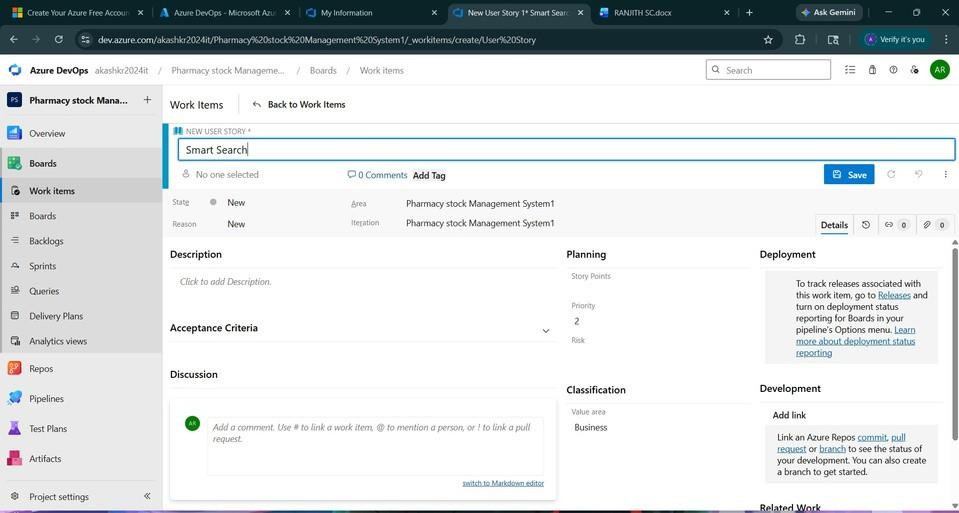 Create Your Azure Free Accoun
Azure DevOps - Microsoft Azu
My Information
New User Story 1* Smart Searc
RANJITH SC.docx
Ask Gemini
dev.azure.com/akashkr2024it/Pharmacy%20stock%20Management%20System1/_workitems/create/User%20Story
Verify it's you
Azure DevOps akashkr2024it / Pharmacy stock Manageme... / Boards / Work items
Search
AR
PS Pharmacy stock Mana...
Overview
Boards
Work items
Boards
Backlogs
Sprints
Queries
Delivery Plans
Analytics views
Repos
Pipelines
Test Plans
Artifacts
Project settings
Work Items
Back to Work Items
NEW USER STORY *
Smart Search
No one selected
0 Comments
Add Tag
Save
State
New
Area
Pharmacy stock Management System1
Reason
New
Iteration
Pharmacy stock Management System1
Details
0
0
Description
Click to add Description.
Acceptance Criteria
Discussion
AR
Add a comment. Use # to link a work item, @ to mention a person, or ! to link a pull
request.
switch to Markdown editor
Planning
Story Points
Priority
2
Risk
Classification
Value area
Business
Deployment
To track releases associated with
this work item, go to Releases and
turn on deployment status
reporting for Boards in your
pipeline's Options menu. Learn
more about deployment status
reporting
Development
Add link
Link an Azure Repos commit, pull
request or branch to see the status of
your development. You can also create
a branch to get started.
Related Work